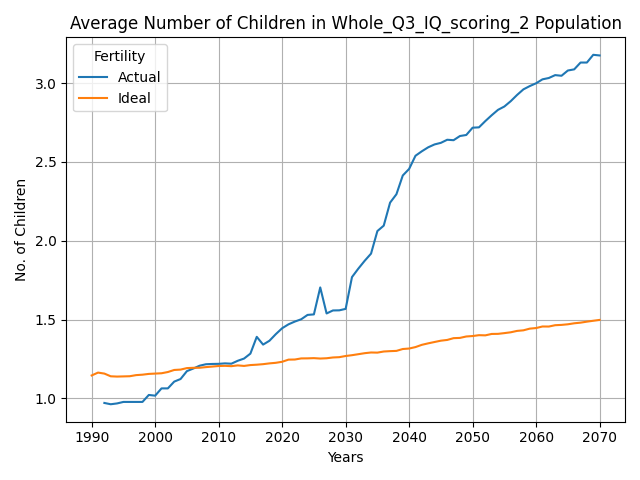 Average Number of Children in Whole_Q3_IQ_scoring_2 Population
Fertility
Actual
Ideal
No. of Children
3.0
2.5
2.0
1.5
1.0
1990 2000 2010 2020 2030 2040 2050 2060 2070
Years